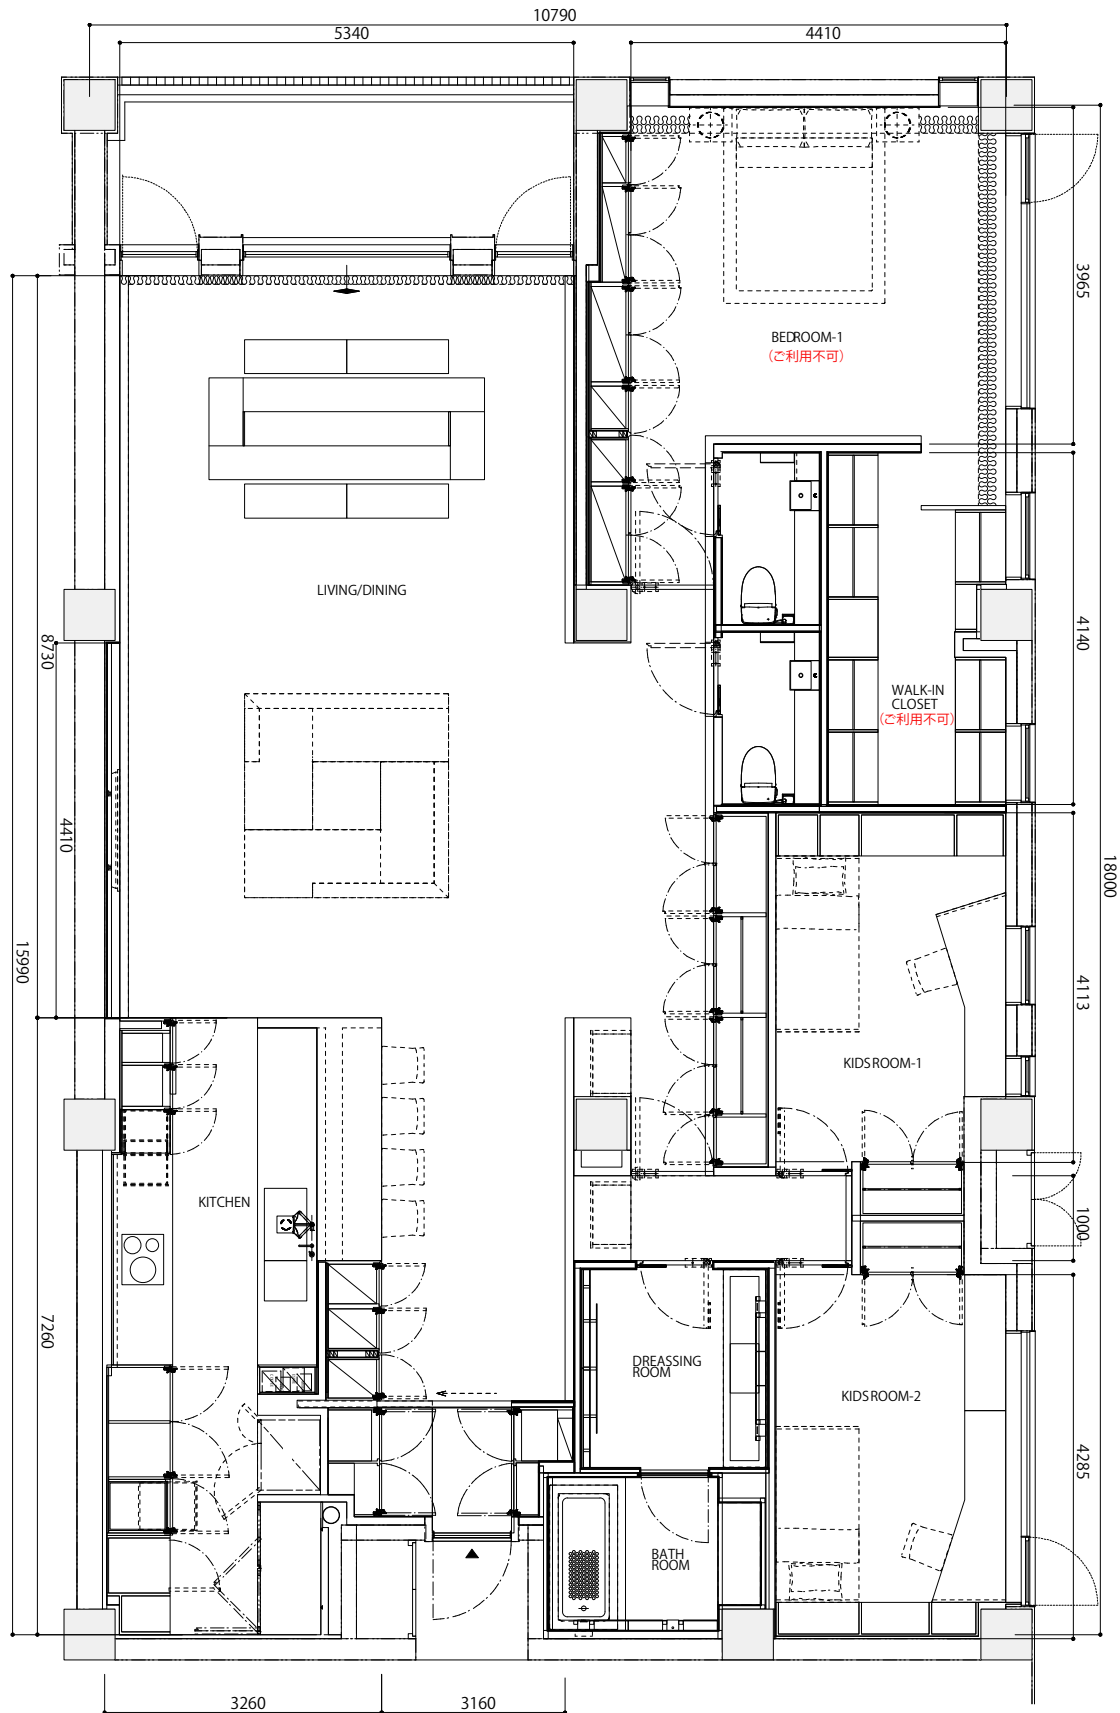 10790
5340
4410
3965
BEDROOM-1
(ご利用不可)
LIVING/DINING
8730
4140
WALK-IN
CLOSET
(ご利用不可)
4410
18000
15990
4113
KIDSROOM-1
KITCHEN
1000
7260
DREASSING
ROOM
KIDSROOM-2
4285
BATH
ROOM
3260
3160